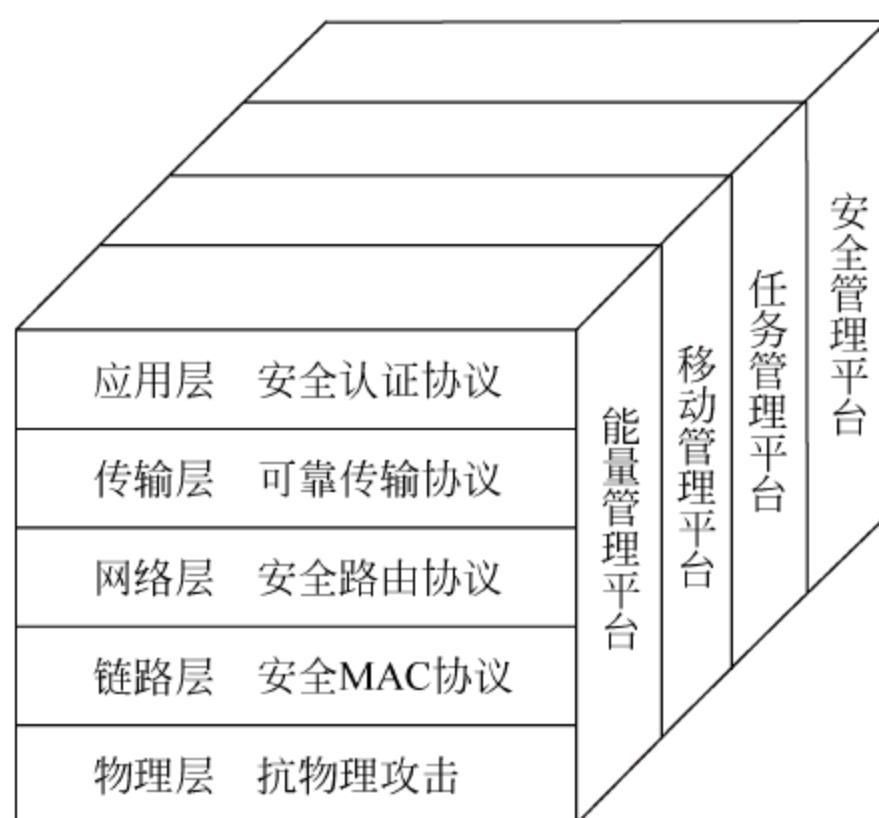 应用层 安全认证协议
传输层 可靠传输协议
网络层 安全路由协议
链路层 安全MAC协议
物理层 抗物理攻击
能量管理平台
移动管理平台
任务管理平台
安全管理平台